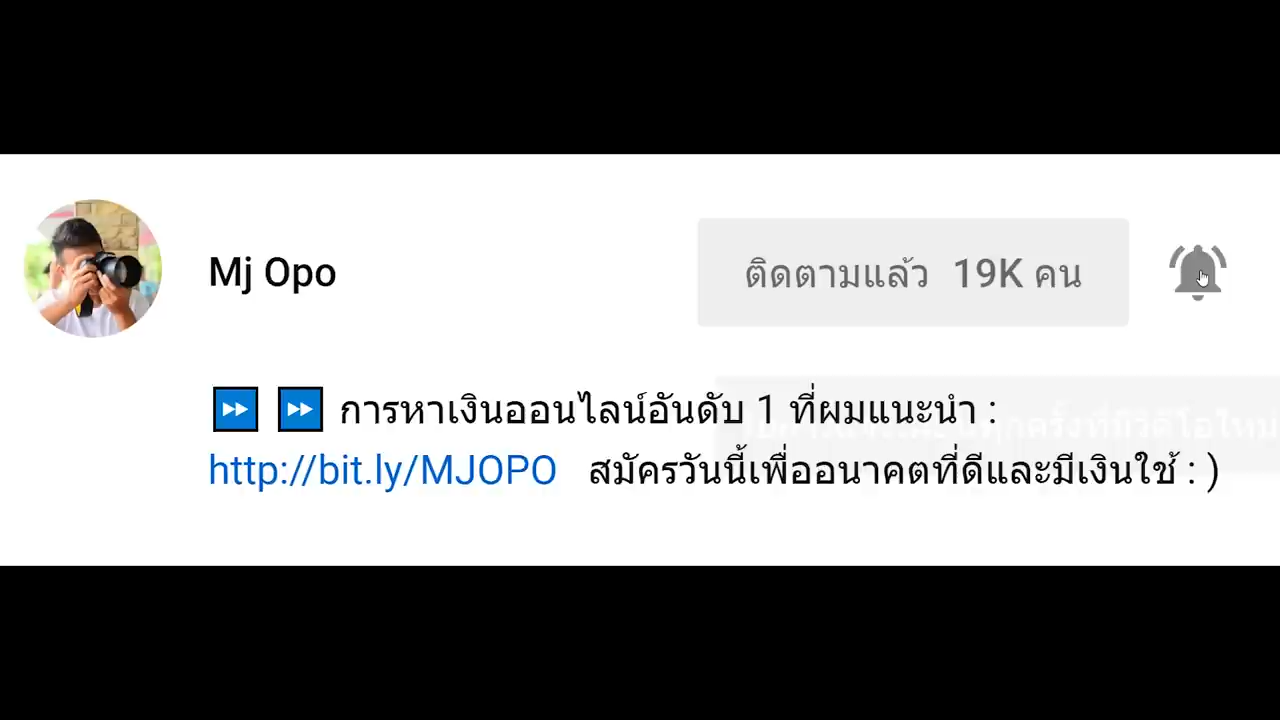 Mj Opo
ติดตามแล้ว 19K คน
⏩ ⏩ การหาเงินออนไลน์อันดับ 1 ที่ผมแนะนำ :
http://bit.ly/MJOPO สมัครวันนี้เพื่ออนาคตที่ดีและมีเงินใช้ : )